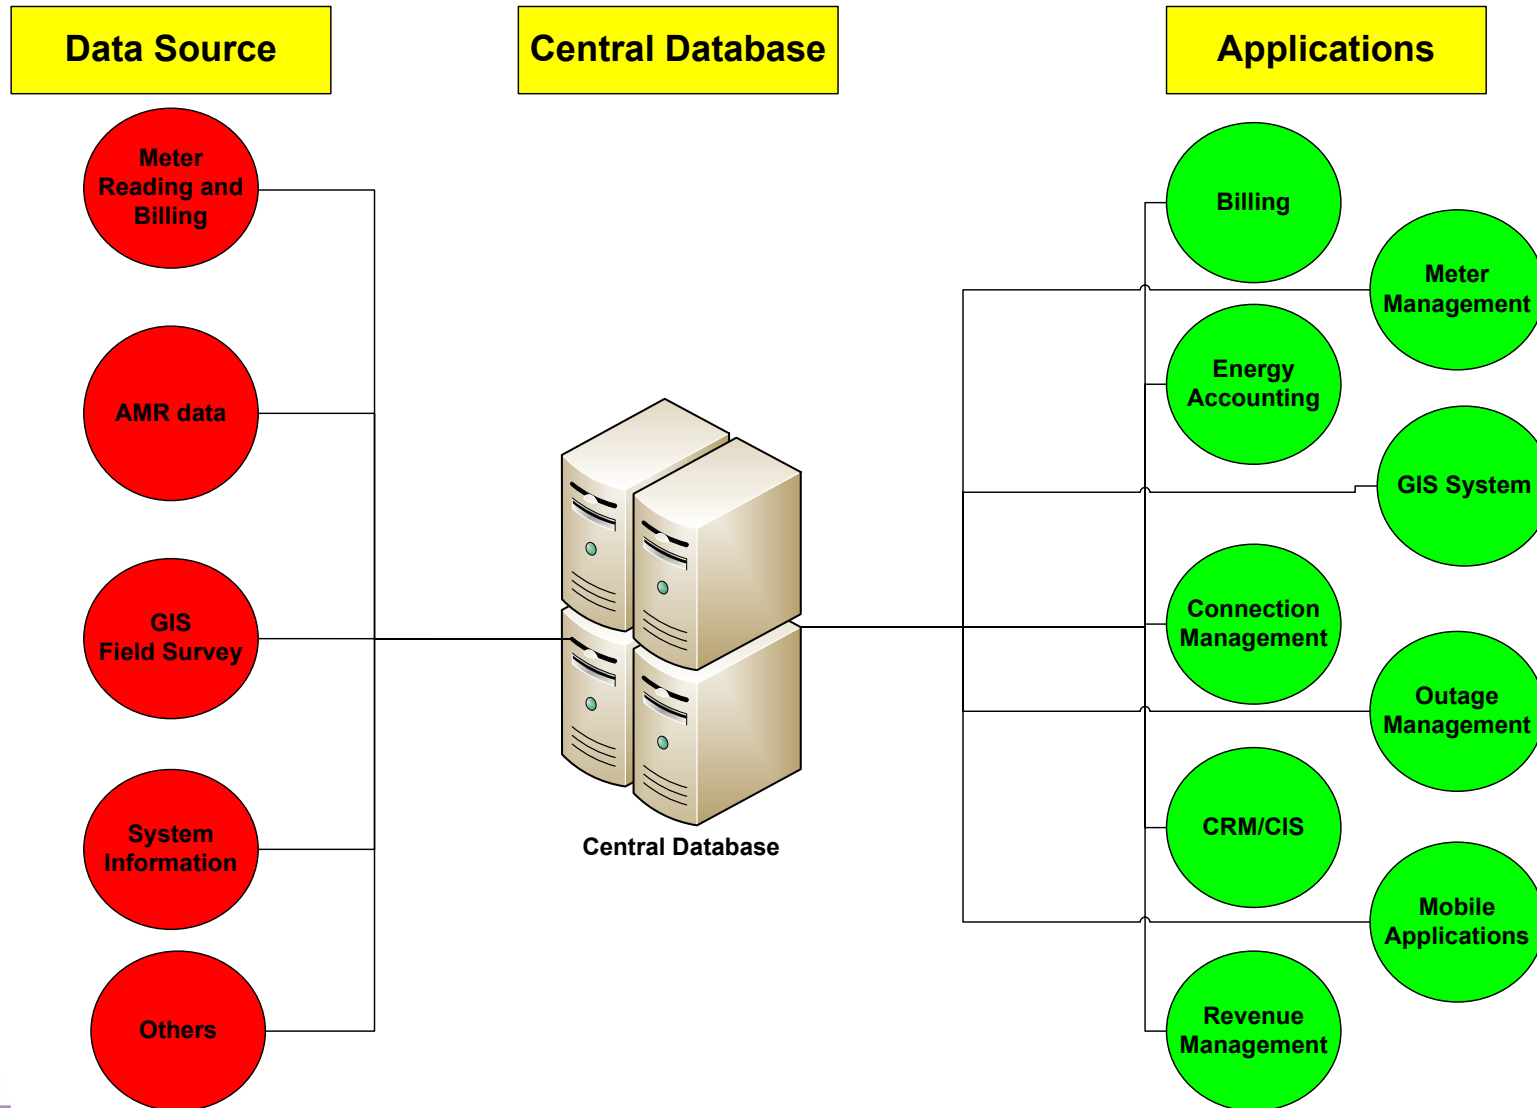 Data Source
Central Database
Applications
Meter
Reading and
Billing
AMR data
GIS
Field Survey
System
Information
Others
Central Database
Billing
Meter
Management
Energy
Accounting
GIS System
Connection
Management
Outage
Management
CRM/CIS
Mobile
Applications
Revenue
Management